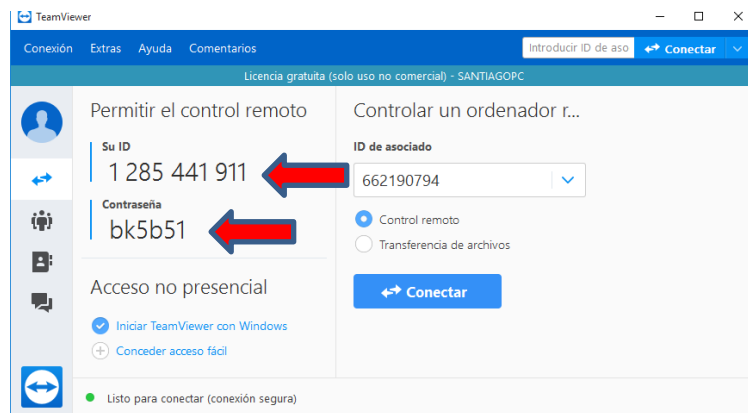 TeamViewer
Conexión Extras Ayuda Comentarios
Introducir ID de aso
Conectar
Licencia gratuita (solo uso no comercial) - SANTIAGOPC
Permitir el control remoto
Su ID
1 285 441 911
Contraseña
bk5b51
Acceso no presencial
Iniciar TeamViewer con Windows
Conceder acceso fácil
Controlar un ordenador r...
ID de asociado
662190794
Control remoto
Transferencia de archivos
Conectar
Listo para conectar (conexión segura)